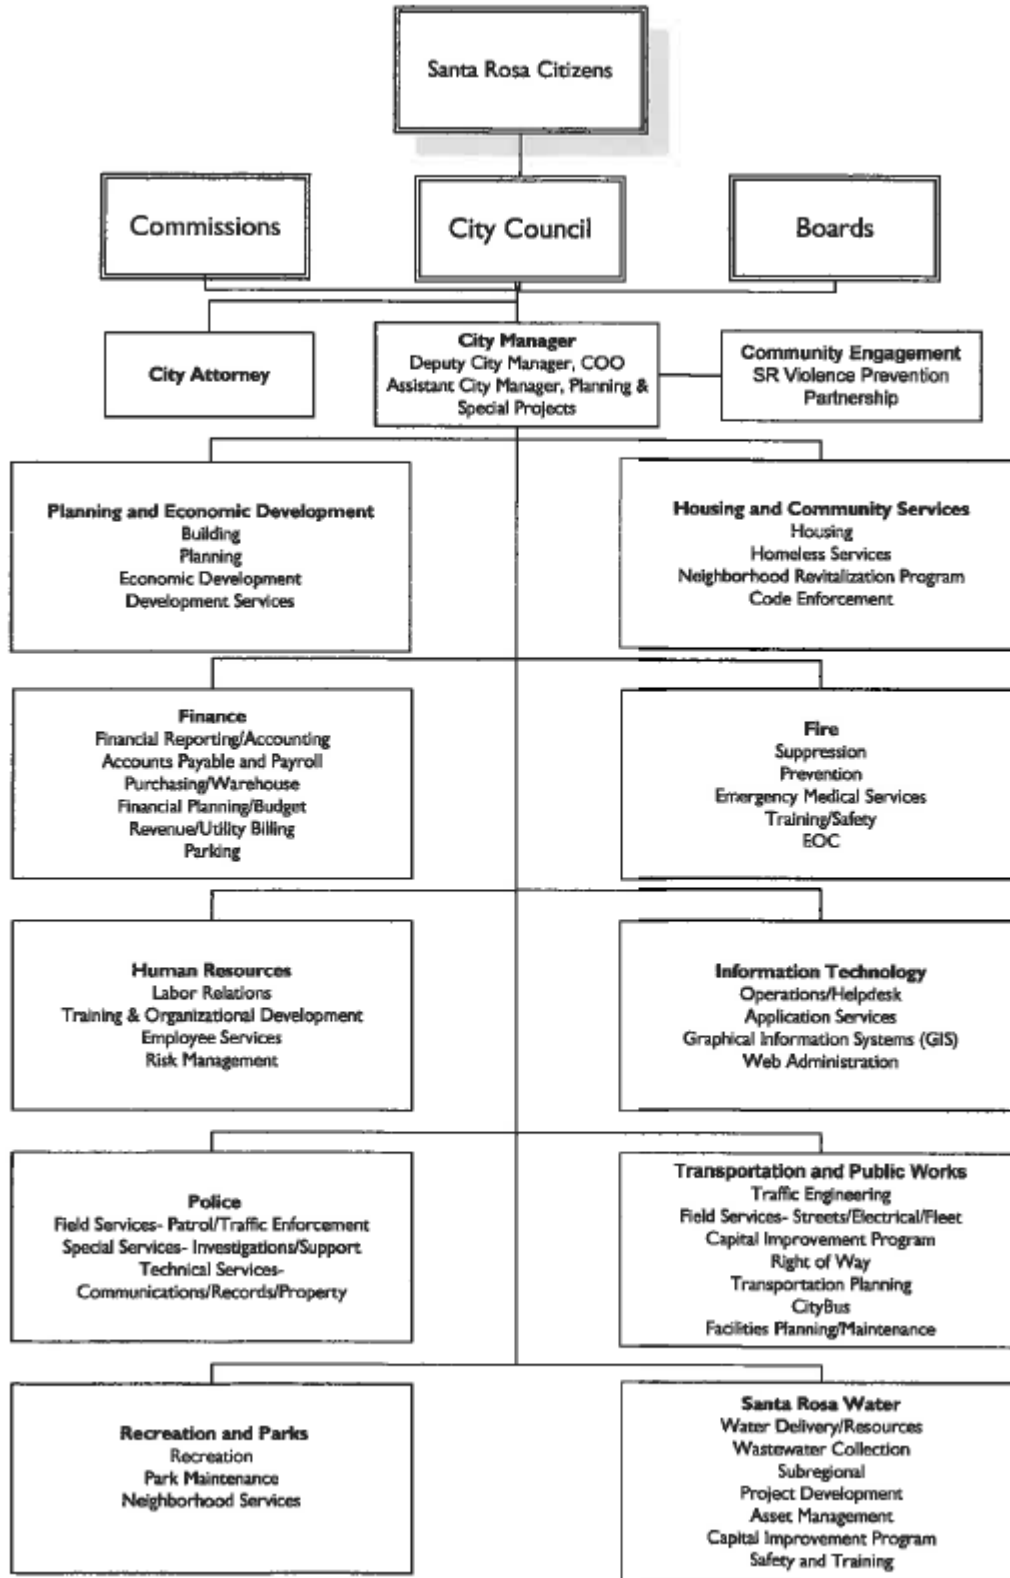 Santa Rosa Citizens
Commissions
City Council
Boards
City Attorney
City Manager
Deputy City Manager, COO
Assistant City Manager, Planning &
Special Projects
Community Engagement
SR Violence Prevention
Partnership
Planning and Economic Development
Building
Planning
Economic Development
Development Services
Housing and Community Services
Housing
Homeless Services
Neighborhood Revitalization Program
Code Enforcement
Finance
Financial Reporting/Accounting
Accounts Payable and Payroll
Purchasing/Warehouse
Financial Planning/Budget
Revenue/Utility Billing
Parking
Fire
Suppression
Prevention
Emergency Medical Services
Training/Safety
EOC
Human Resources
Labor Relations
Training & Organizational Development
Employee Services
Risk Management
Information Technology
Operations/Helpdesk
Application Services
Graphical Information Systems (GIS)
Web Administration
Police
Field Services- Patrol/Traffic Enforcement
Special Services- Investigations/Support
Technical Services-
Communications/Records/Property
Transportation and Public Works
Traffic Engineering
Field Services- Streets/Electrical/Fleet
Capital Improvement Program
Right of Way
Transportation Planning
CityBus
Facilities Planning/Maintenance
Recreation and Parks
Recreation
Park Maintenance
Neighborhood Services
Santa Rosa Water
Water Delivery/Resources
Wastewater Collection
Subregional
Project Development
Asset Management
Capital Improvement Program
Safety and Training